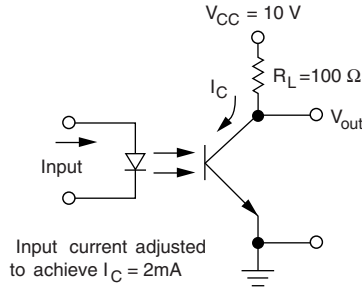 V_CC = 10 V
R_L =100 Ω
I_C
V_out
Input
Input current adjusted
to achieve I_C = 2mA